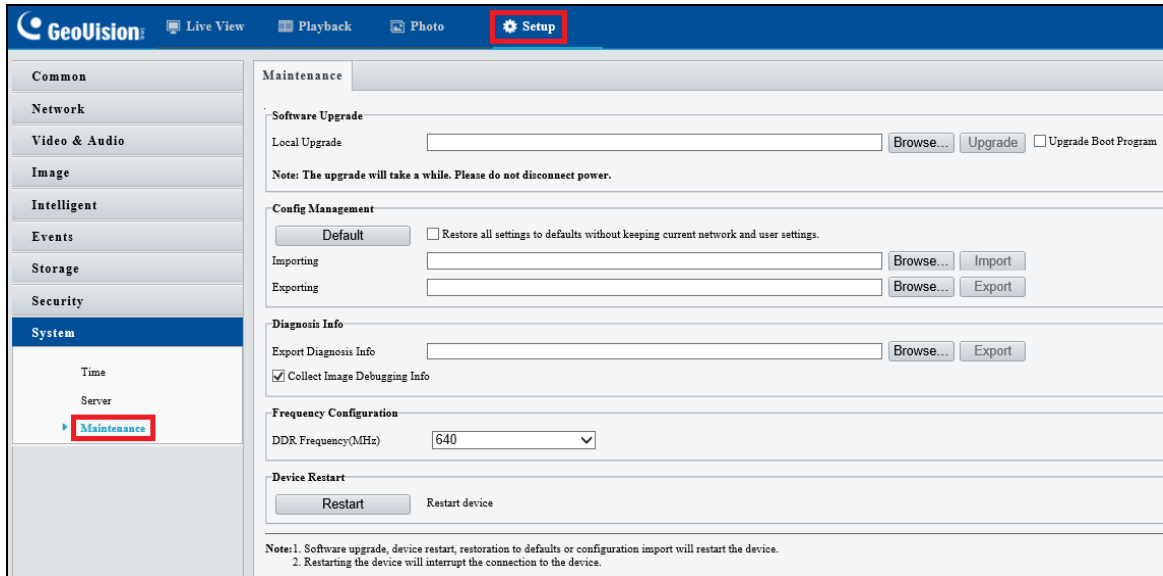 GeoVision Live View Playback Photo Setup
Common
Network
Video & Audio
Image
Intelligent
Events
Storage
Security
System
Time
Server
Maintenance
Maintenance
Software Upgrade
Local Upgrade Browse... Upgrade Upgrade Boot Program
Note: The upgrade will take a while. Please do not disconnect power.
Config Management
Default Restore all settings to defaults without keeping current network and user settings.
Importing Browse... Import
Exporting Browse... Export
Diagnosis Info
Export Diagnosis Info Browse... Export
Collect Image Debugging Info
Frequency Configuration
DDR Frequency(MHz) 640
Device Restart
Restart Restart device
Note:1. Software upgrade, device restart, restoration to defaults or configuration import will restart the device.
2. Restarting the device will interrupt the connection to the device.